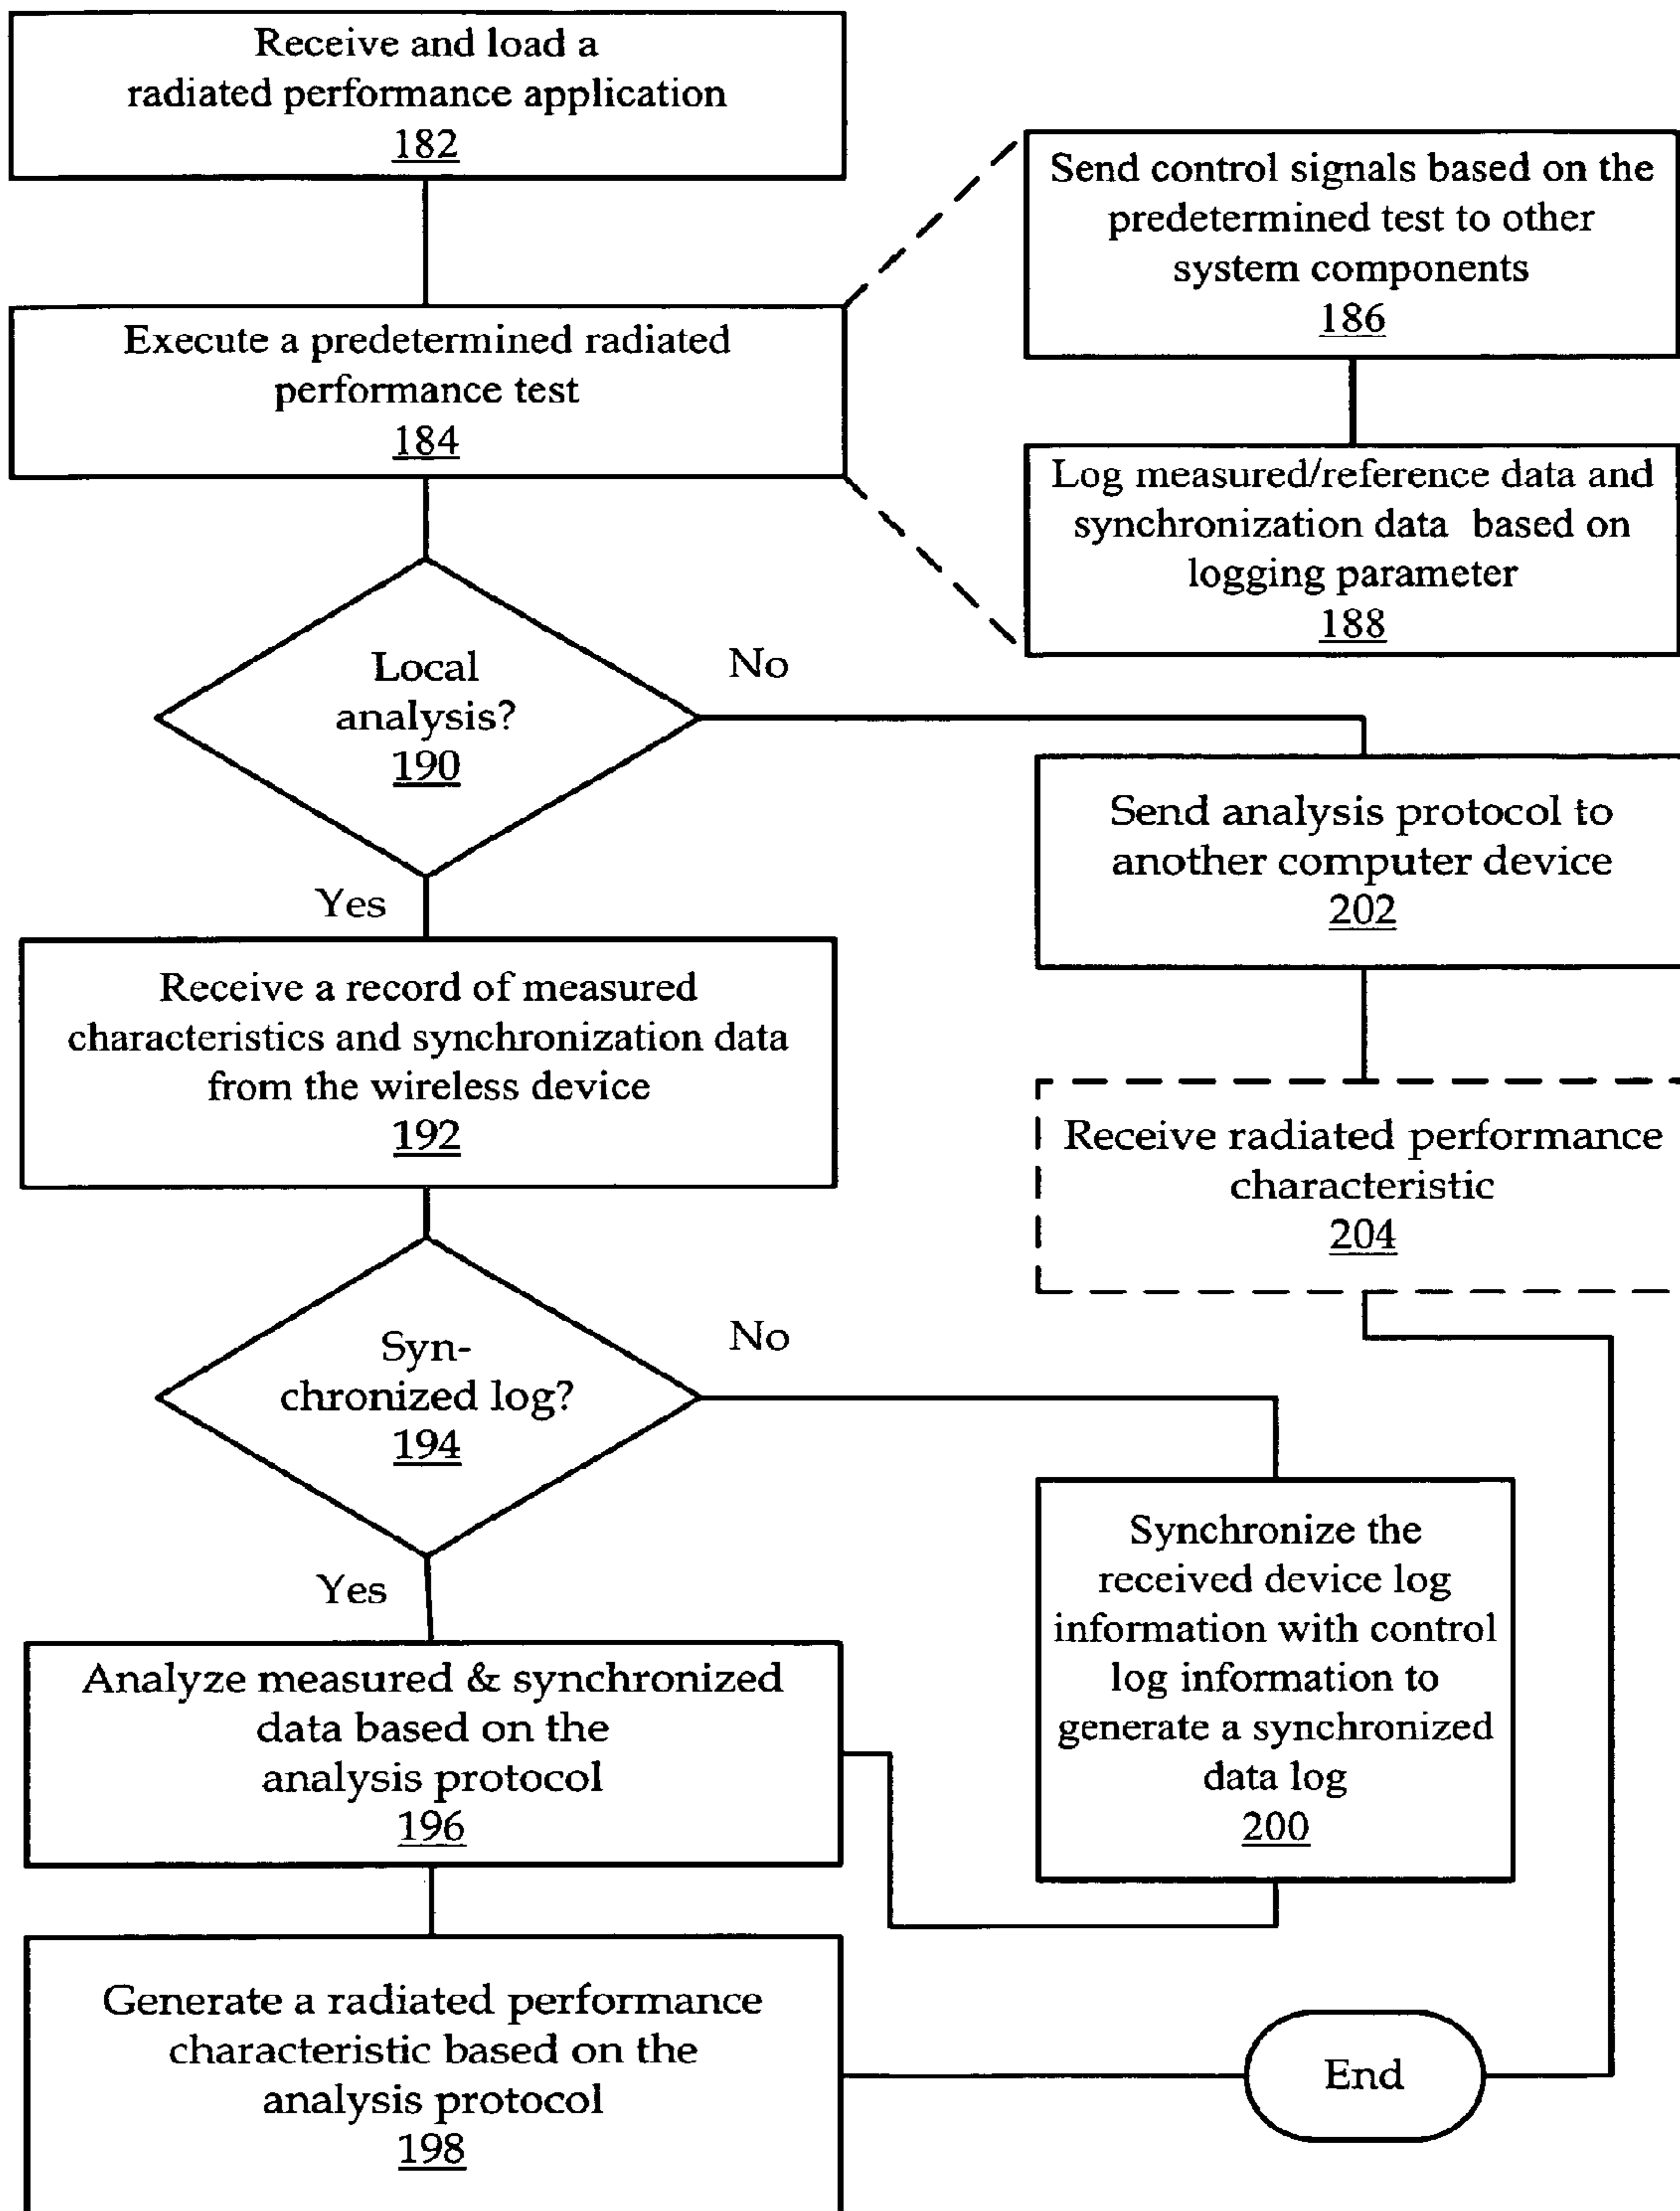 Receive and load a
radiated performance application
182
Execute a predetermined radiated
performance test
184
Send control signals based on the
predetermined test to other
system components
186
Log measured/reference data and
synchronization data based on
logging parameter
188
Local
analysis?
190
No
Yes
Send analysis protocol to
another computer device
202
Receive a record of measured
characteristics and synchronization data
from the wireless device
192
Receive radiated performance
characteristic
204
Syn-
chronized log?
194
No
Yes
Synchronize the
received device log
information with control
log information to
generate a synchronized
data log
200
Analyze measured & synchronized
data based on the
analysis protocol
196
Generate a radiated performance
characteristic based on the
analysis protocol
198
End